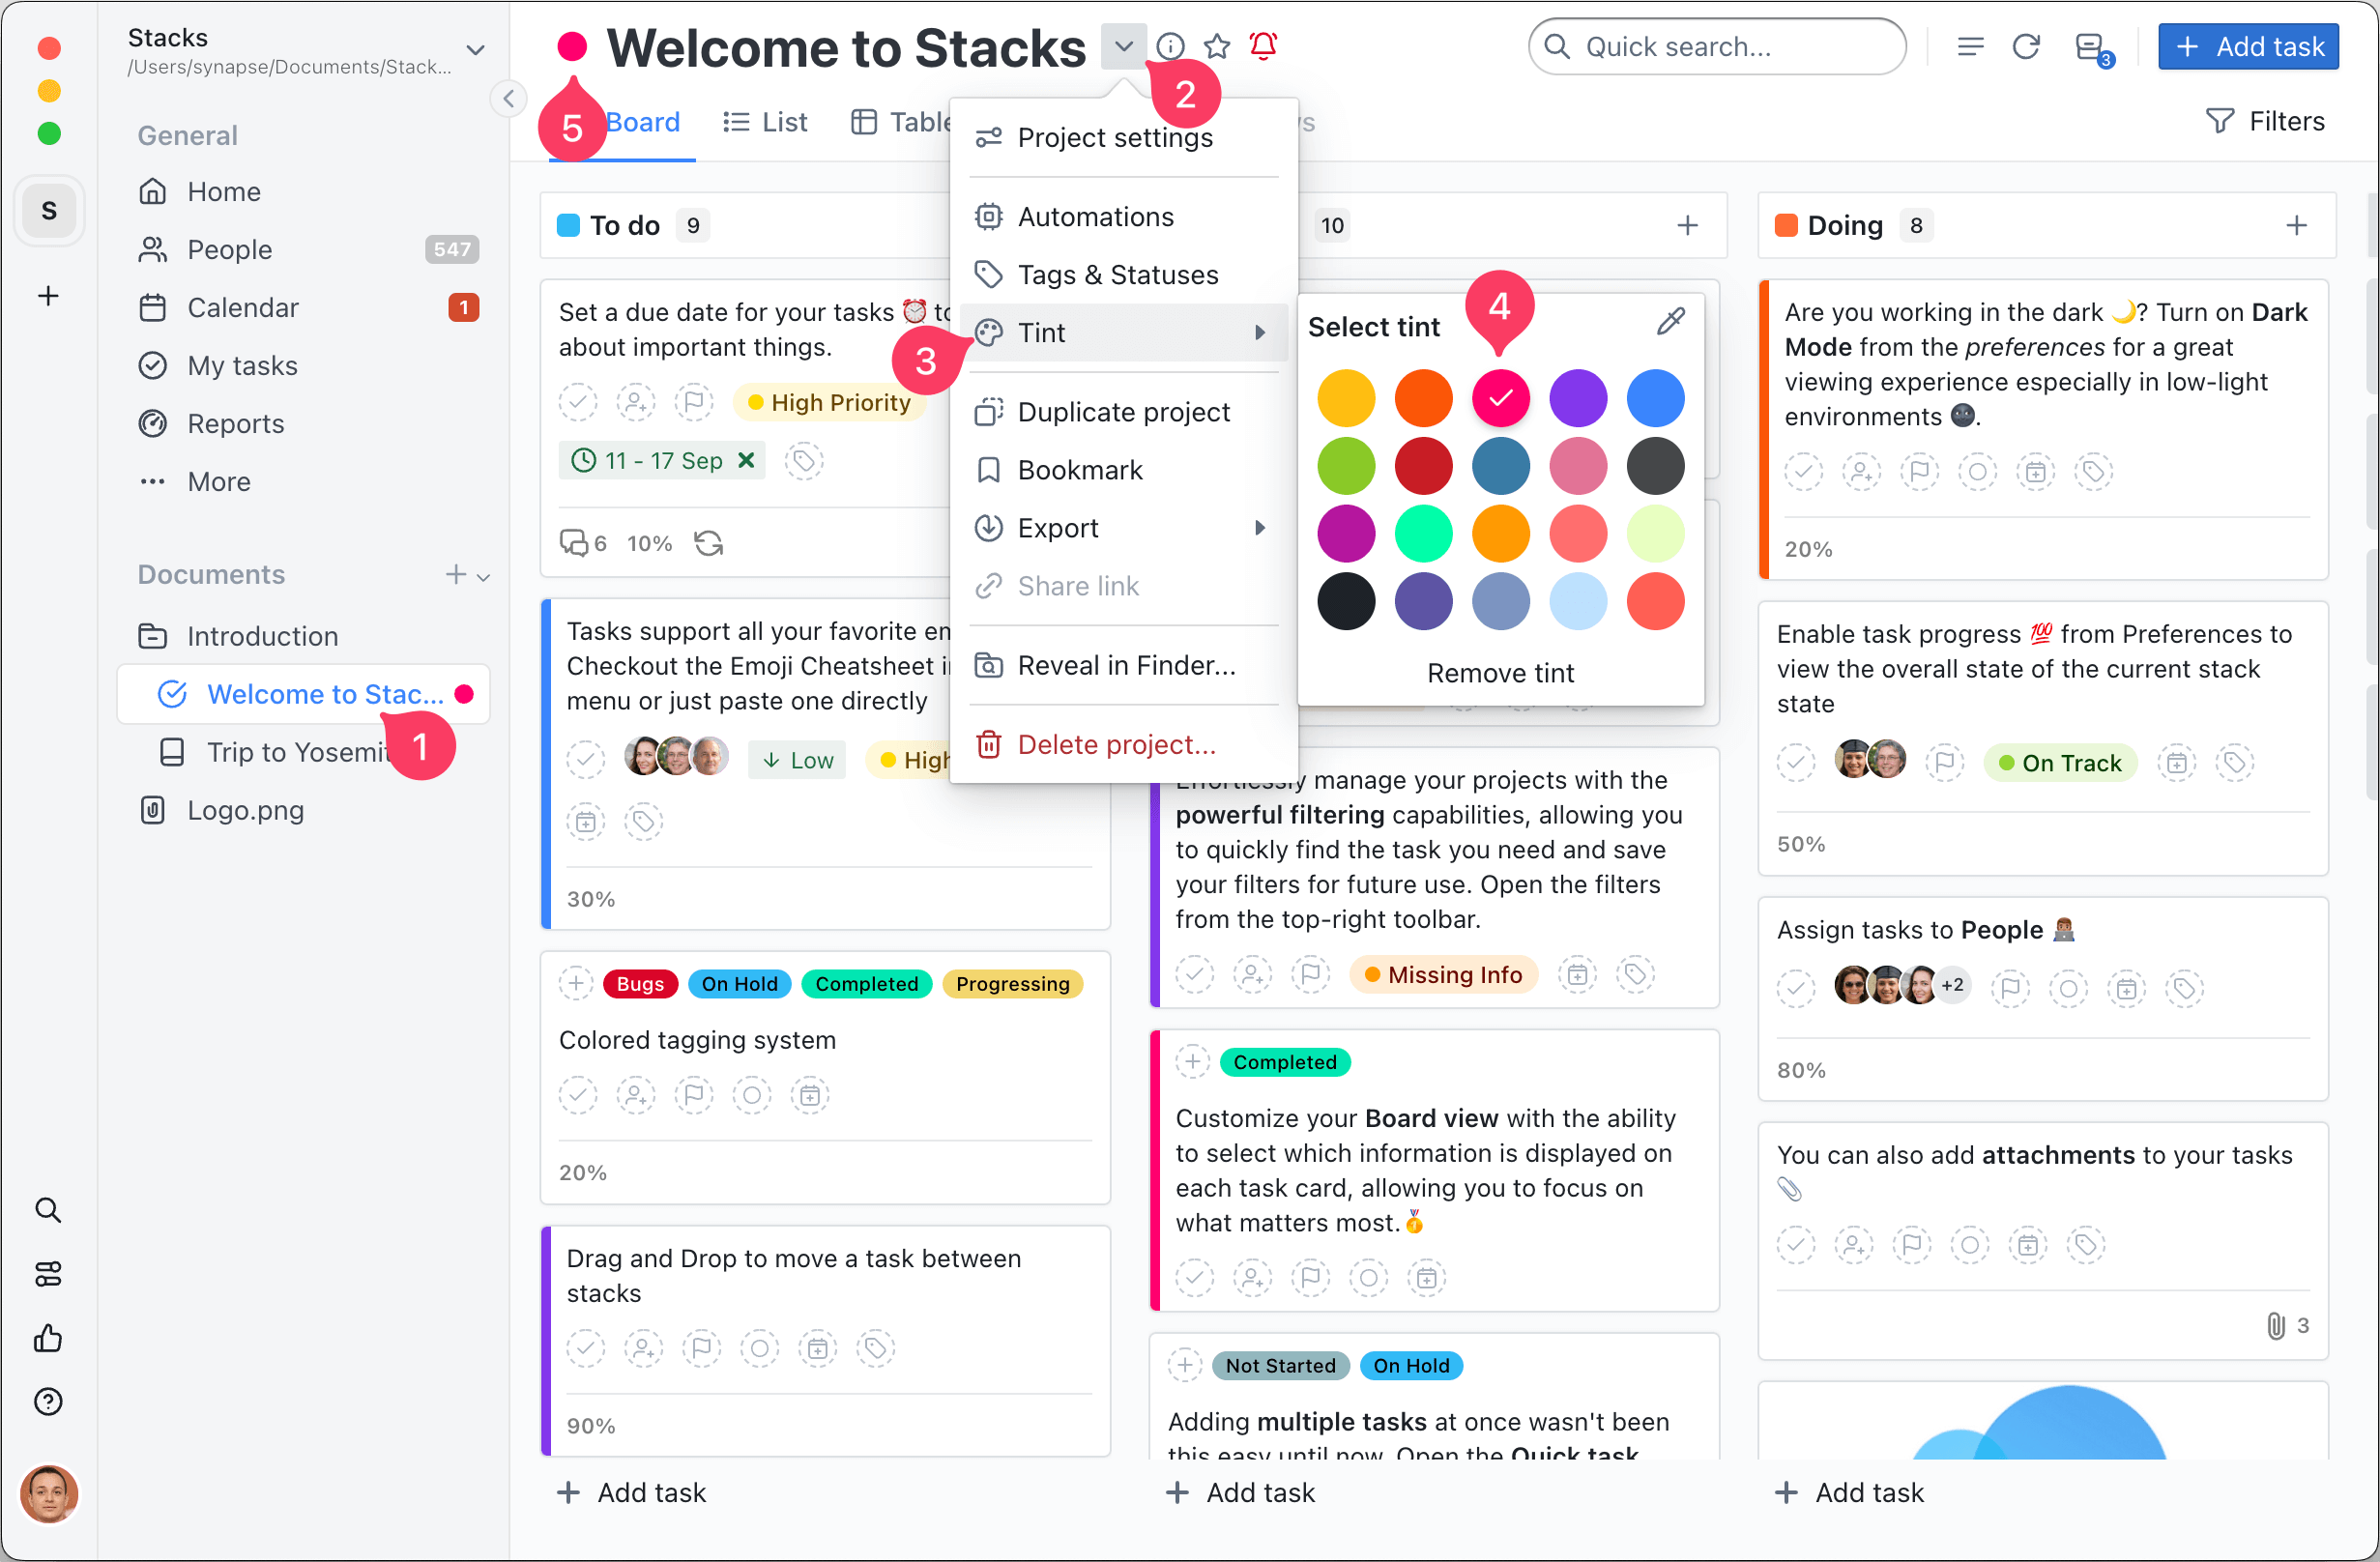 Stacks
/Users/synapse/Documents/Stack...
S
General
Home
People 547
Calendar 1
My tasks
Reports
More
Documents
Introduction
Welcome to Stac...
1
Trip to Yosemit
Logo.png
Welcome to Stacks
2
5
Quick search...
3
Add task
Board
List
Table
Filters
Project settings
Automations
Tags & Statuses
3
Tint
Duplicate project
Bookmark
Export
Share link
Reveal in Finder...
Delete project...
4
Select tint
Remove tint
To do 9
Set a due date for your tasks ⏰ to
about important things.
High Priority
11 - 17 Sep
6 10%
Tasks support all your favorite em
Checkout the Emoji Cheatsheet i
menu or just paste one directly
Low High
30%
Bugs On Hold Completed Progressing
Colored tagging system
20%
Drag and Drop to move a task between
stacks
90%
Add task
10
Effortlessly manage your projects with the
powerful filtering capabilities, allowing you
to quickly find the task you need and save
your filters for future use. Open the filters
from the top-right toolbar.
Missing Info
Completed
Customize your Board view with the ability
to select which information is displayed on
each task card, allowing you to focus on
what matters most.🏅
Not Started On Hold
Adding multiple tasks at once wasn't been
this easy until now. Open the Quick task
Add task
Doing 8
Are you working in the dark 🌙? Turn on Dark
Mode from the preferences for a great
viewing experience especially in low-light
environments 🌚.
20%
Enable task progress 💯 from Preferences to
view the overall state of the current stack
state
On Track
50%
Assign tasks to People 👨🏽‍💻
+2
80%
You can also add attachments to your tasks
📎
3
Add task